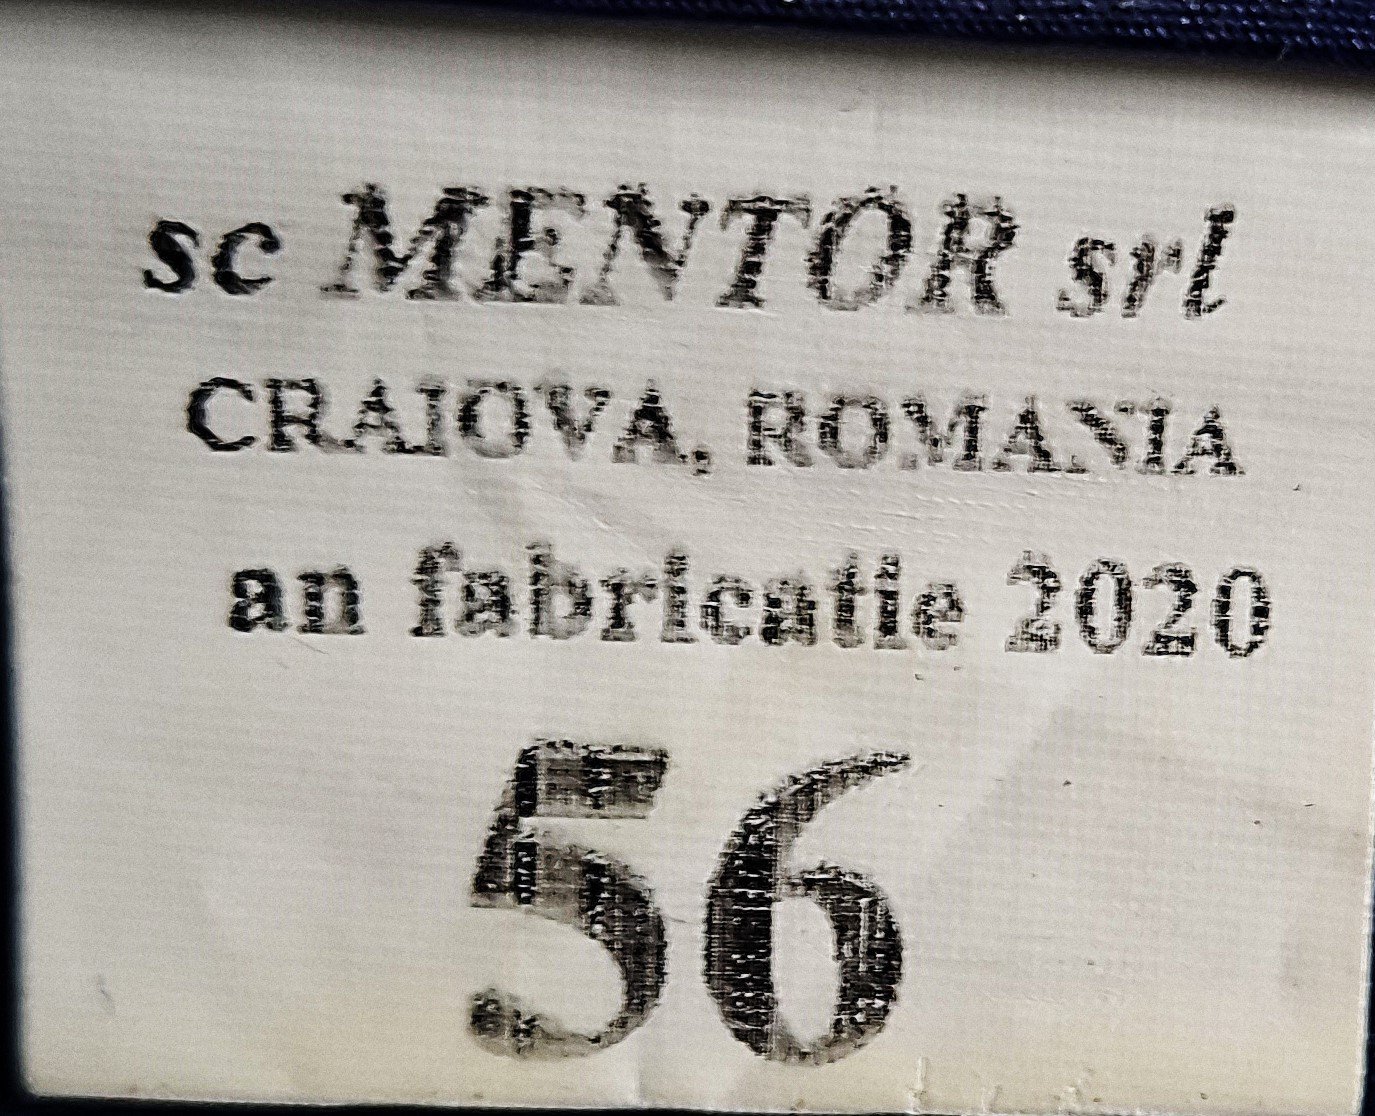 sc MENTOR srl
CRAIOVA, ROMANIA
an fabricatie 2020
56